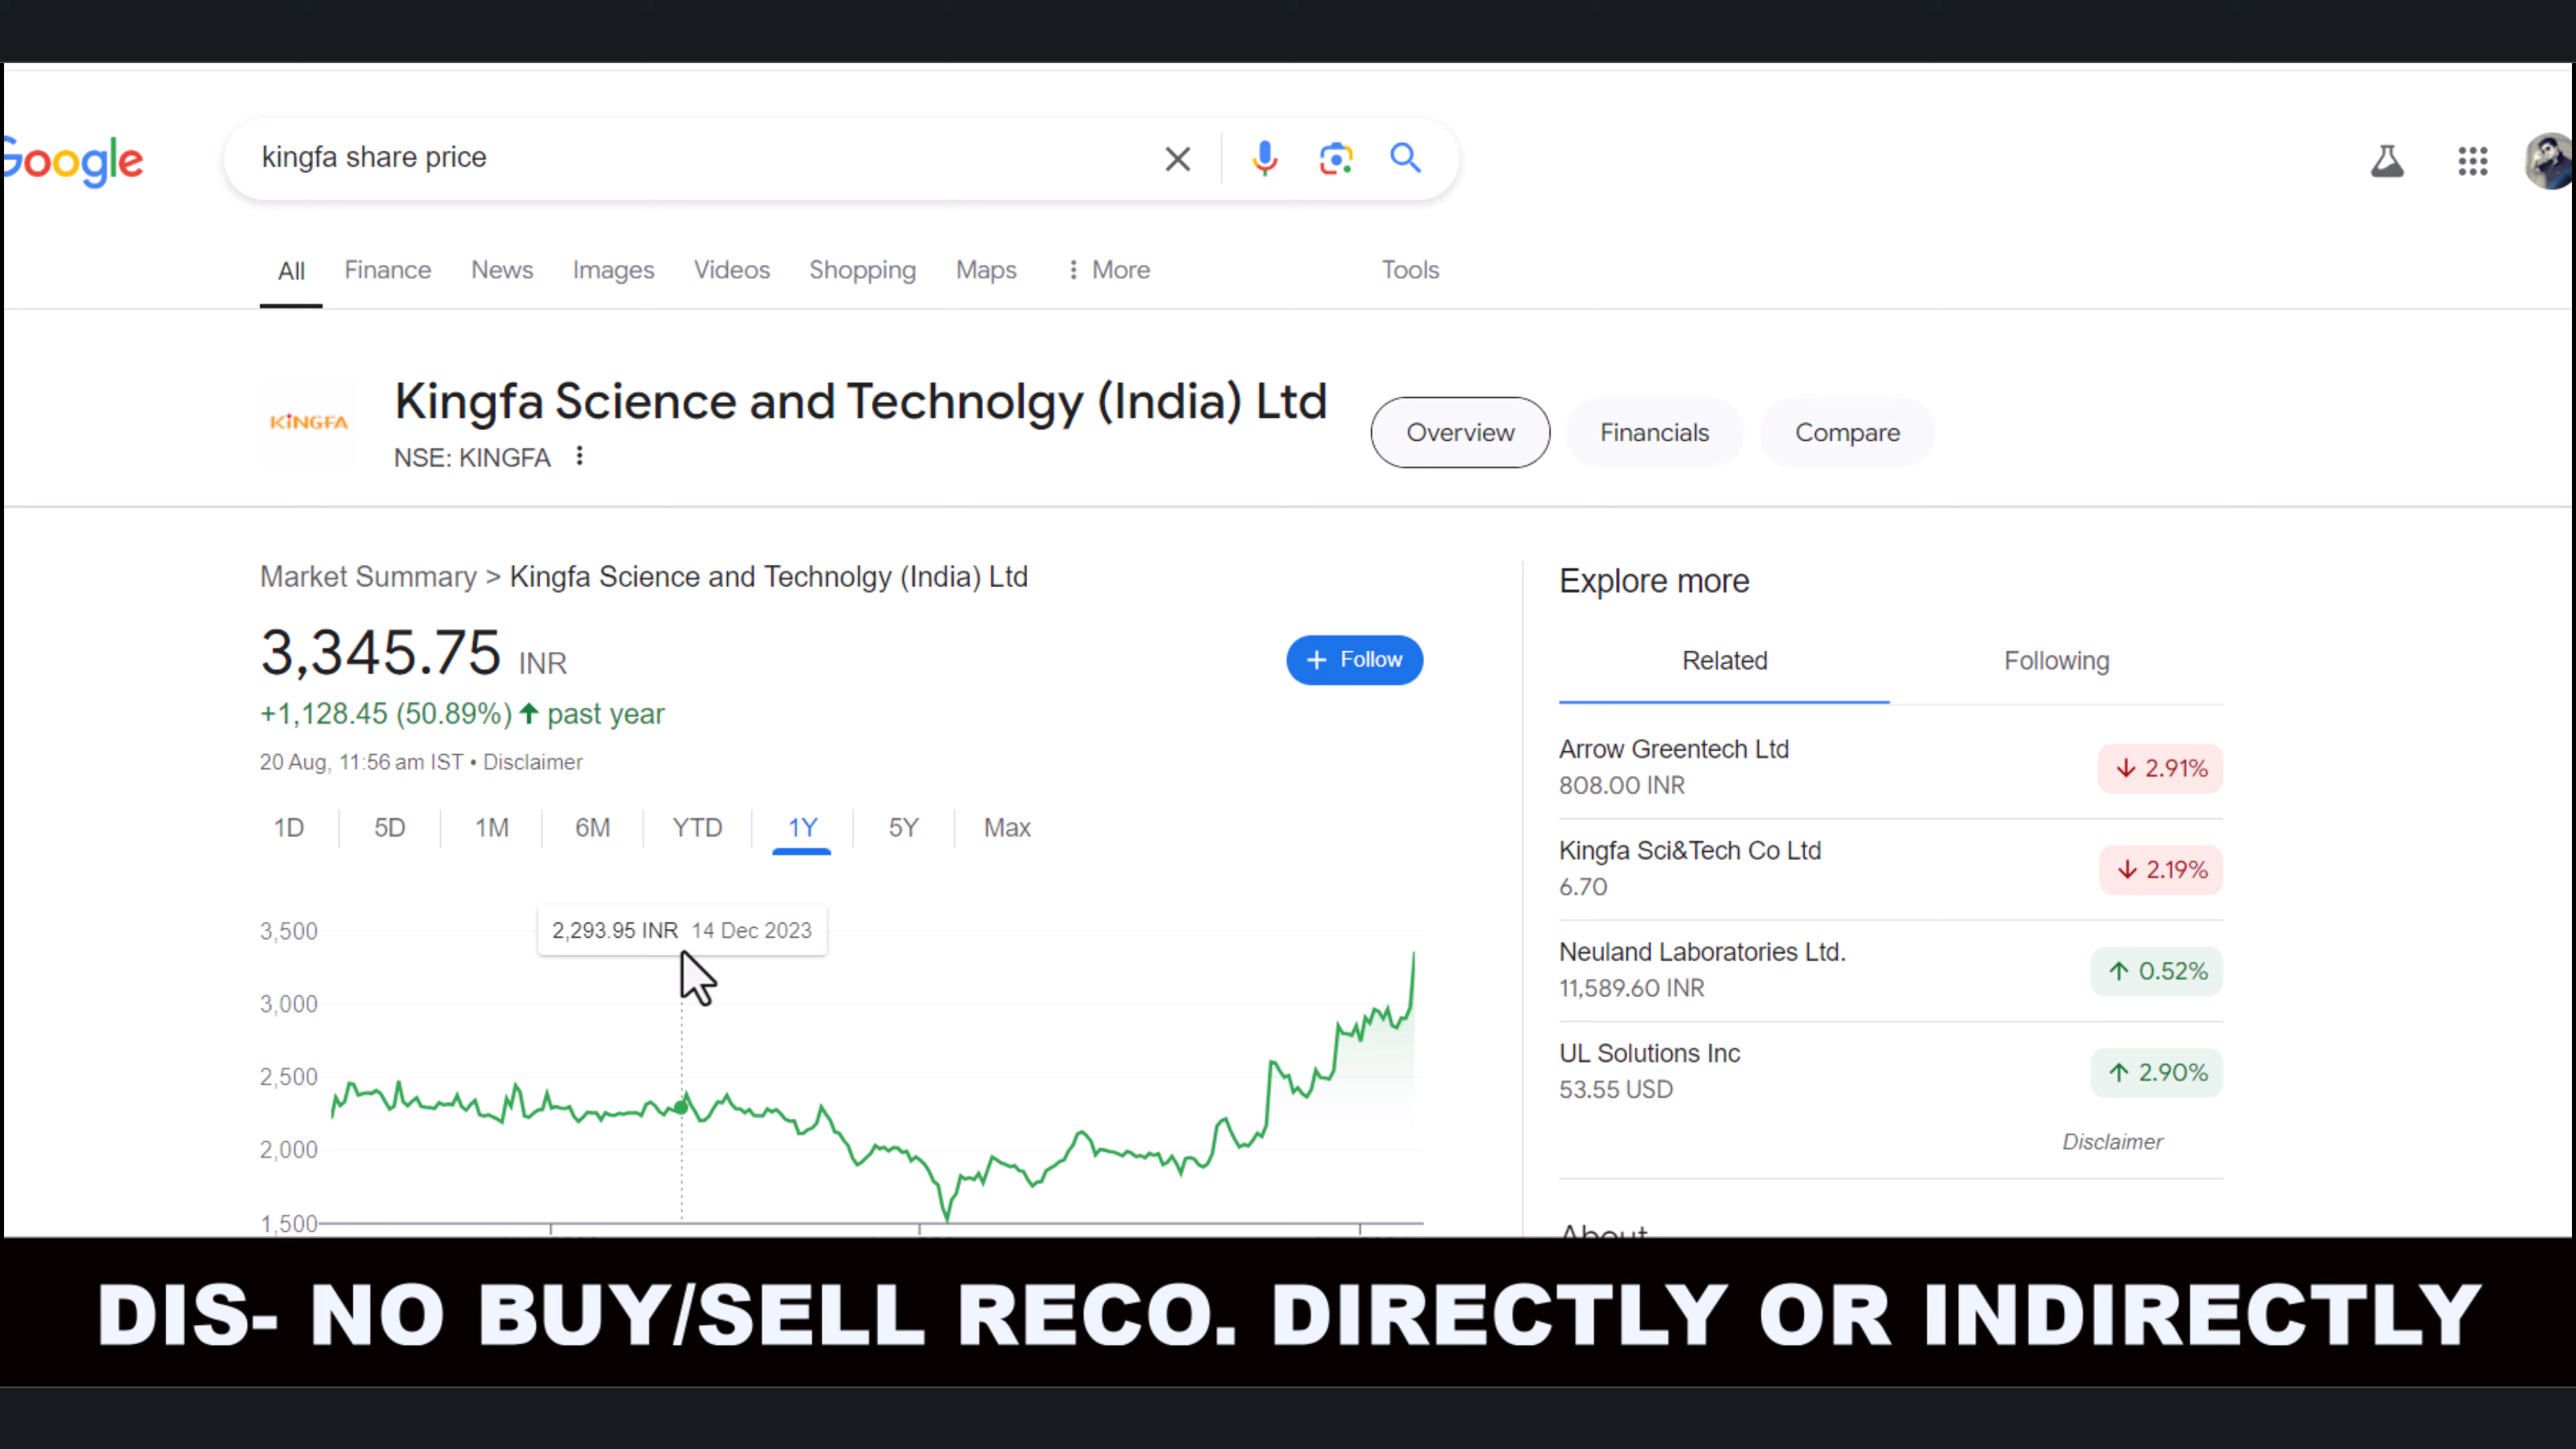 Google
kingfa share price
All Finance News Images Videos Shopping Maps More Tools
KINGFA
Kingfa Science and Technolgy (India) Ltd
NSE: KINGFA
Overview Financials Compare
Market Summary > Kingfa Science and Technolgy (India) Ltd
3,345.75 INR
+ Follow
+1,128.45 (50.89%) ↑ past year
20 Aug, 11:56 am IST • Disclaimer
1D 5D 1M 6M YTD 1Y 5Y Max
2,293.95 INR 14 Dec 2023
3,500
3,000
2,500
2,000
1,500
Explore more
Related Following
Arrow Greentech Ltd
808.00 INR
↓ 2.91%
Kingfa Sci&Tech Co Ltd
6.70
↓ 2.19%
Neuland Laboratories Ltd.
11,589.60 INR
↑ 0.52%
UL Solutions Inc
53.55 USD
↑ 2.90%
Disclaimer
About
DIS- NO BUY/SELL RECO. DIRECTLY OR INDIRECTLY